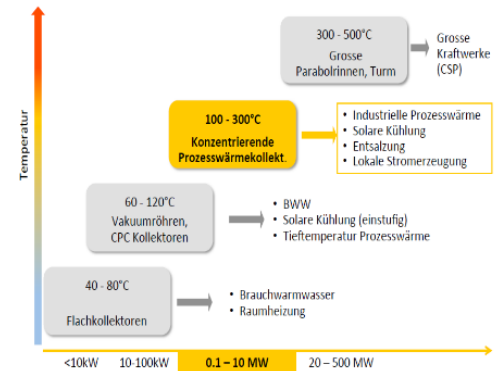 300 - 500°C
Grosse
Parabolrinnen, Turm
Grosse
Kraftwerke
(CSP)
Temperatur
100 - 300°C
Konzentrierende
Prozesswärmekollekt.
• Industrielle Prozesswärme
• Solare Kühlung
• Entsalzung
• Lokale Stromerzeugung
60 - 120°C
Vakuumröhren,
CPC Kollektoren
• BWW
• Solare Kühlung (einstufig)
• Tieftemperatur Prozesswärme
40 - 80°C
Flachkollektoren
• Brauchwarmwasser
• Raumheizung
<10kW 10-100kW 0.1 – 10 MW 20 – 500 MW